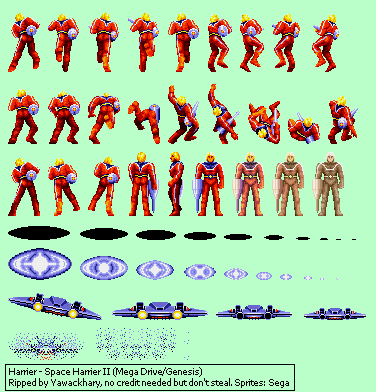 Harrier - Space Harrier II (Mega Drive/Genesis)
Ripped by Yawackhary, no credit needed but don't steal. Sprites: Sega